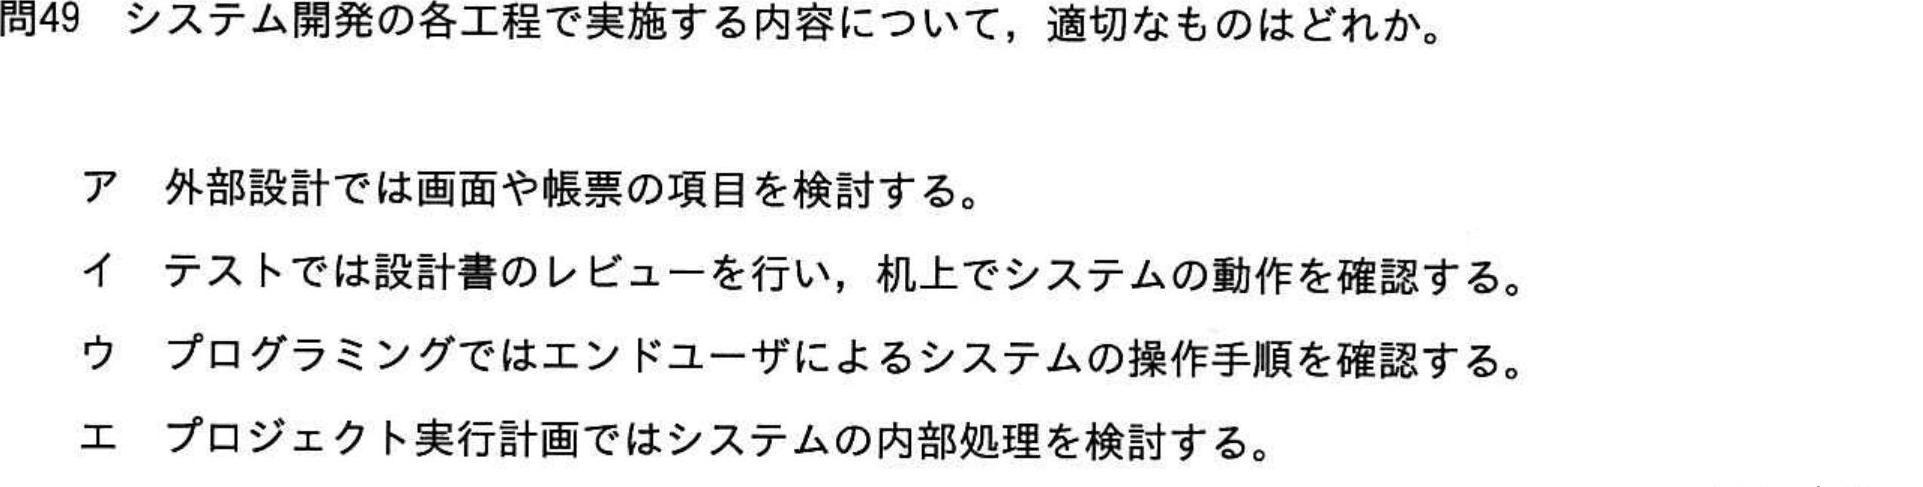 問49 システム開発の各工程で実施する内容について，適切なものはどれか。
ア 外部設計では画面や帳票の項目を検討する。
イ テストでは設計書のレビューを行い，机上でシステムの動作を確認する。
ウ プログラミングではエンドユーザによるシステムの操作手順を確認する。
エ プロジェクト実行計画ではシステムの内部処理を検討する。